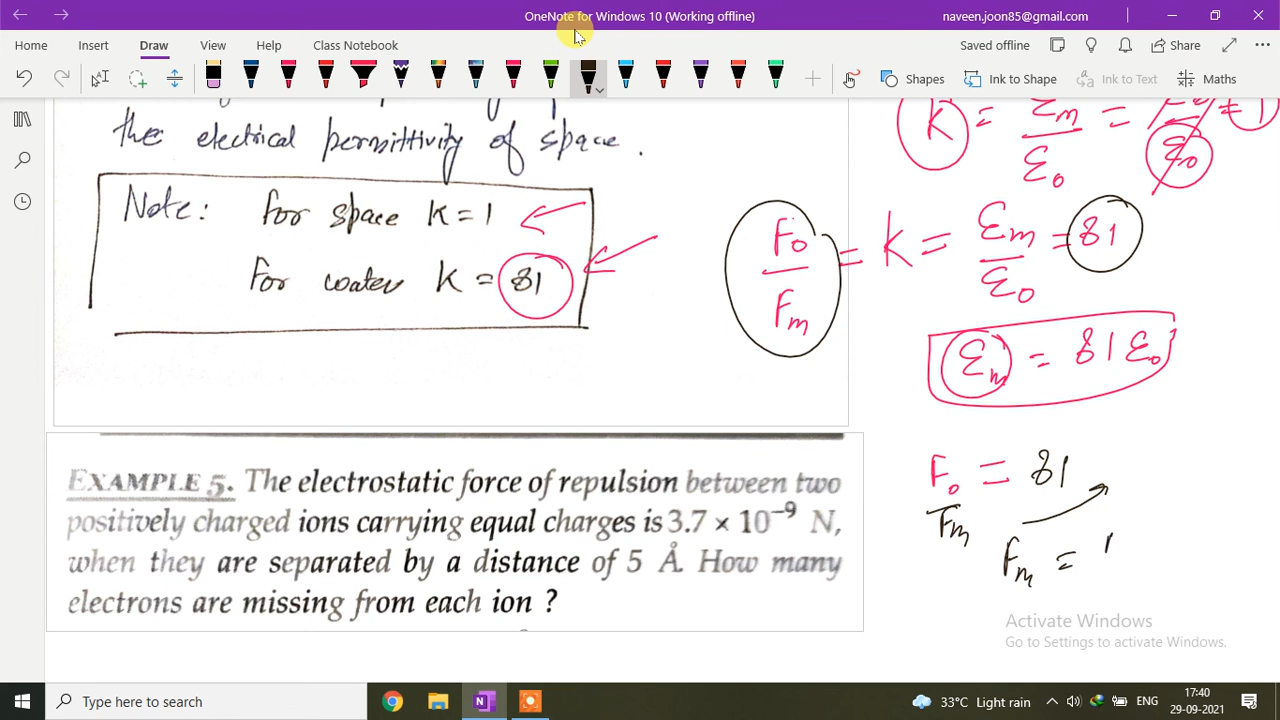 OneNote for Windows 10 (Working offline)
naveen.joon85@gmail.com
Home Insert Draw View Help Class Notebook
Saved offline
Share
Shapes
Ink to Shape
Ink to Text
Maths
the electrical permittivity of space.
Note: For space K = 1
For water K = 81
K = εm/ε0 =
ε0
F0/Fm = K = εm/ε0 = 81
εm = 81 ε0
F0/Fm = 81
Fm = 1
EXAMPLE 5. The electrostatic force of repulsion between two
positively charged ions carrying equal charges is 3.7 × 10⁻⁹ N,
when they are separated by a distance of 5 Å. How many
electrons are missing from each ion ?
Activate Windows
Go to Settings to activate Windows.
Type here to search
33°C Light rain
ENG
17:40
29-09-2021